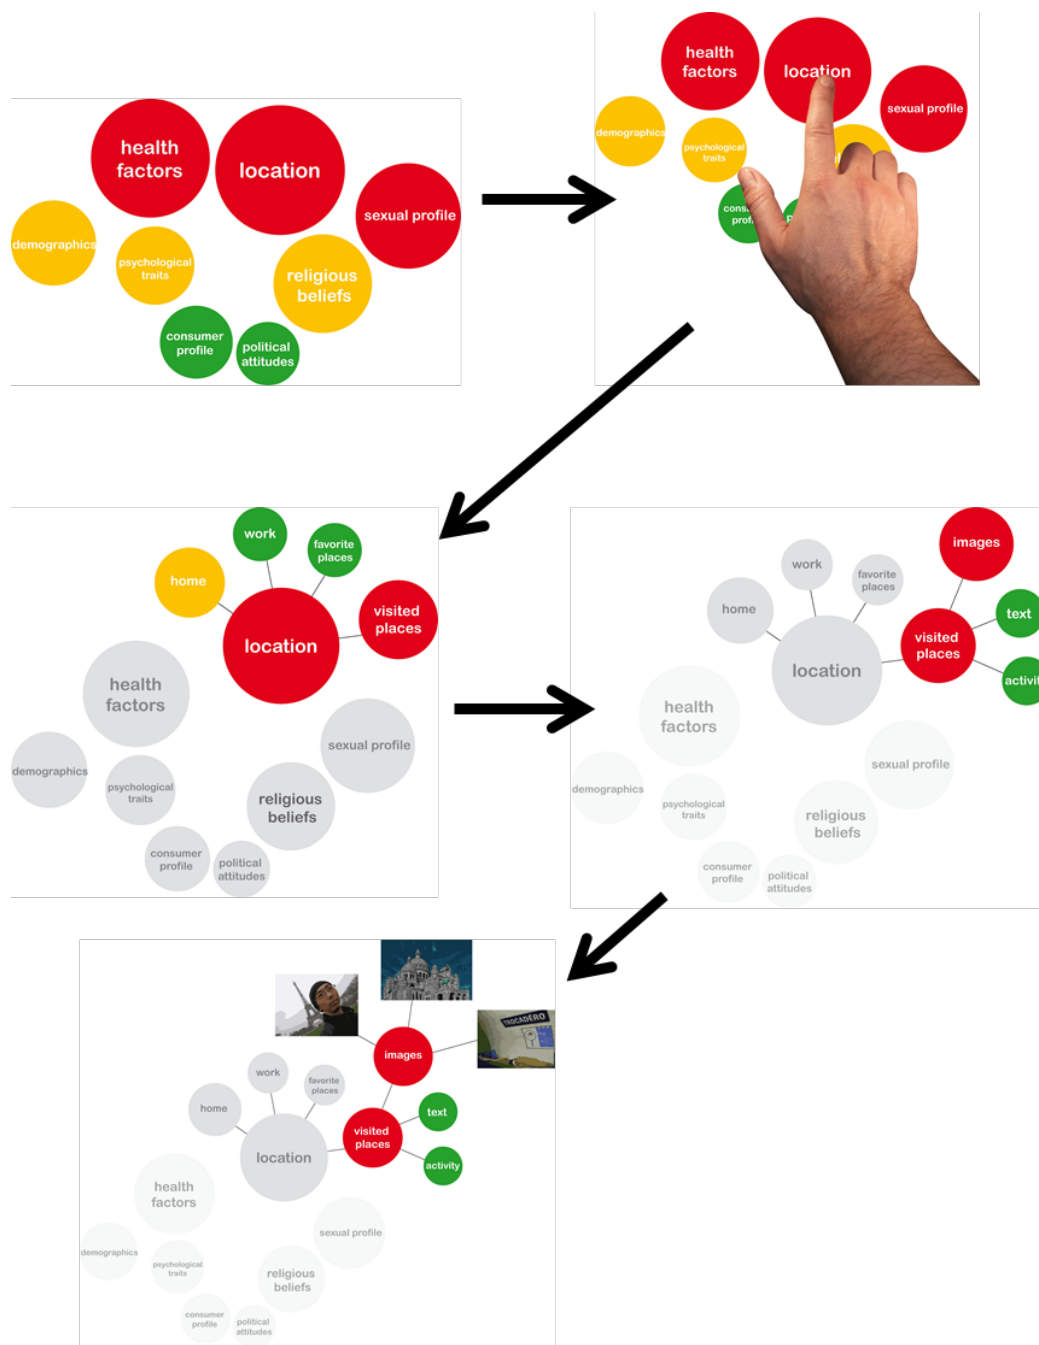 health
factors
location
sexual profile
demographics
psychological
traits
religious
beliefs
consumer
profile
political
attitudes
health
factors
location
sexual profile
demographics
psychological
traits
work
favorite
places
home
visited
places
location
health
factors
sexual profile
demographics
psychological
traits
religious
beliefs
consumer
profile
political
attitudes
images
work
favorite
places
home
text
visited
places
location
activit
health
factors
sexual profile
demographics
psychological
traits
religious
beliefs
consumer
profile
political
attitudes
TROCADÉRO
images
work
favorite
places
home
text
visited
places
location
activity
health
factors
sexual profile
demographics
psychological
traits
religious
beliefs
consumer
profile
political
attitudes